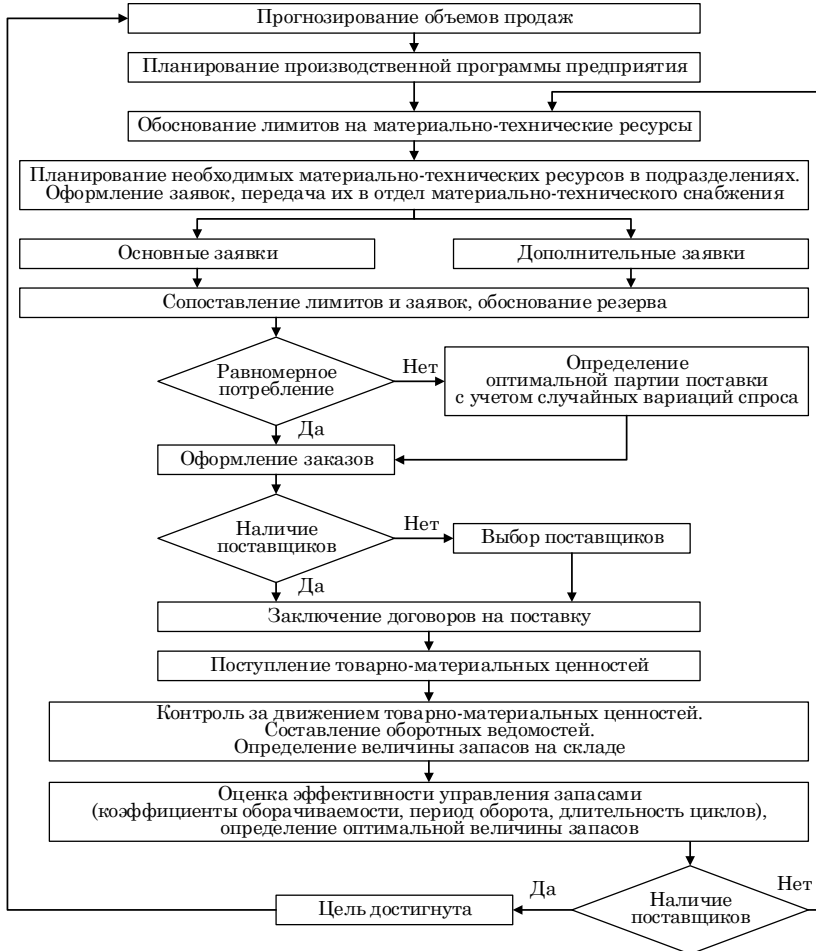 Прогнозирование объемов продаж
Планирование производственной программы предприятия
Обоснование лимитов на материально-технические ресурсы
Планирование необходимых материально-технических ресурсов в подразделениях.
Оформление заявок, передача их в отдел материально-технического снабжения
Основные заявки
Дополнительные заявки
Сопоставление лимитов и заявок, обоснование резерва
Равномерное
потребление
Нет
Определение
оптимальной партии поставки
с учетом случайных вариаций спроса
Да
Оформление заказов
Наличие
поставщиков
Нет
Выбор поставщиков
Да
Заключение договоров на поставку
Поступление товарно-материальных ценностей
Контроль за движением товарно-материальных ценностей.
Составление оборотных ведомостей.
Определение величины запасов на складе
Оценка эффективности управления запасами
(коэффициенты оборачиваемости, период оборота, длительность циклов),
определение оптимальной величины запасов
Цель достигнута
Да
Наличие
поставщиков
Нет